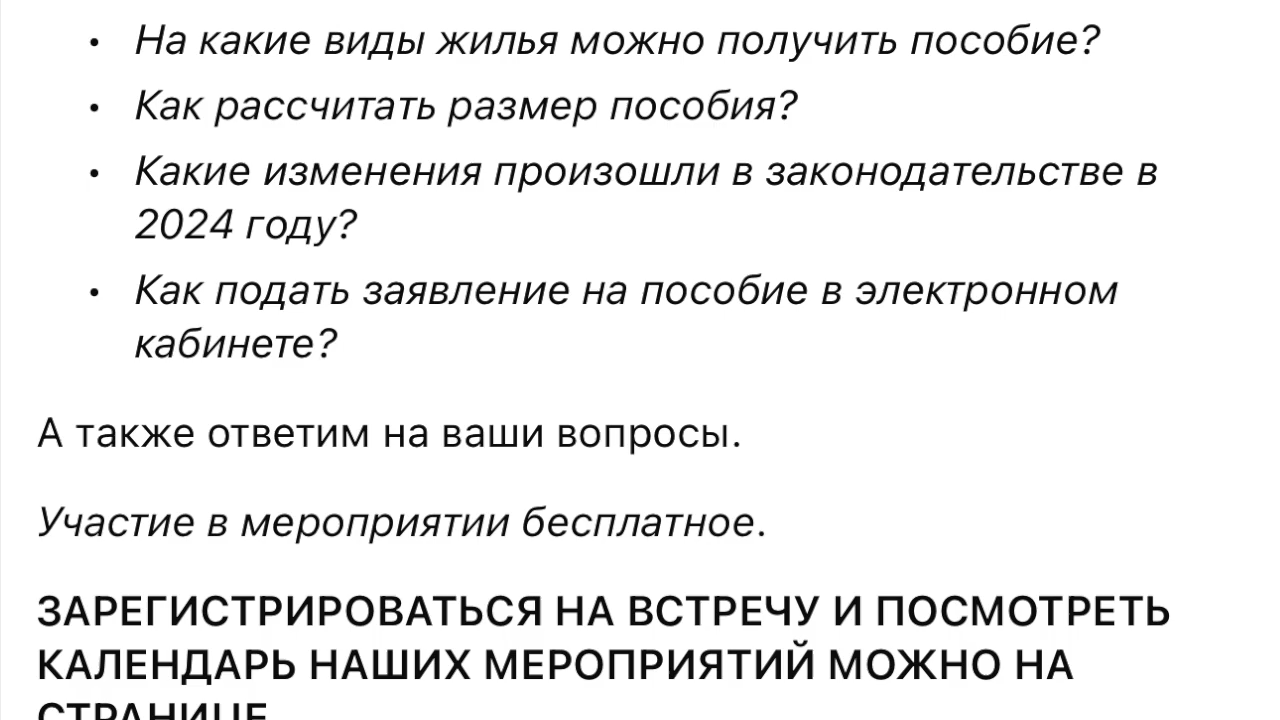 • На какие виды жилья можно получить пособие?
• Как рассчитать размер пособия?
• Какие изменения произошли в законодательстве в
2024 году?
• Как подать заявление на пособие в электронном
кабинете?
А также ответим на ваши вопросы.
Участие в мероприятии бесплатное.
ЗАРЕГИСТРИРОВАТЬСЯ НА ВСТРЕЧУ И ПОСМОТРЕТЬ
КАЛЕНДАРЬ НАШИХ МЕРОПРИЯТИЙ МОЖНО НА
СТРАНИЦЕ